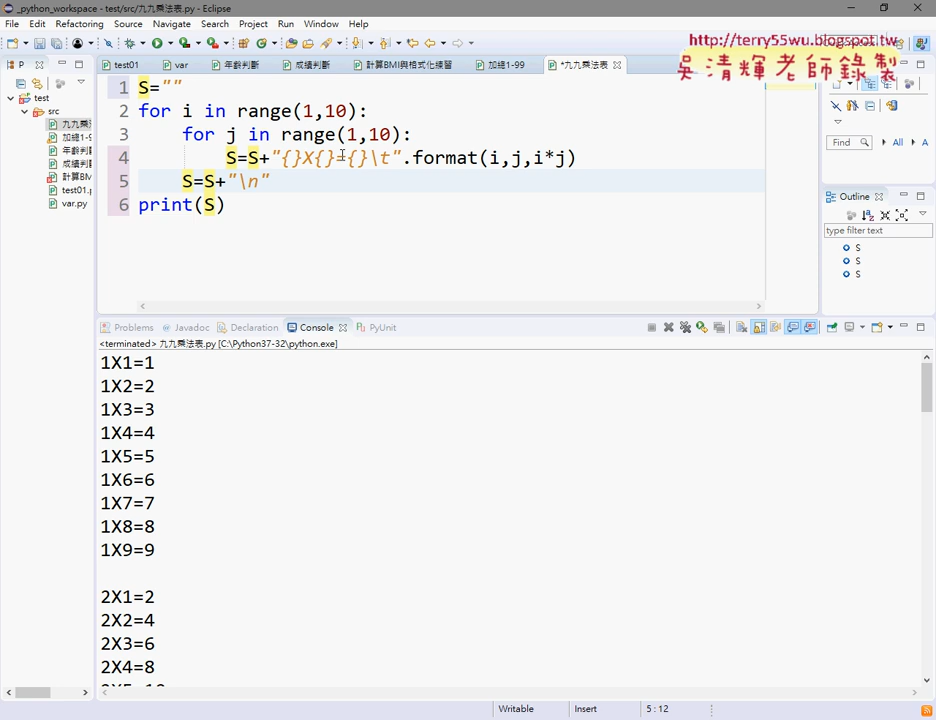 _python_workspace - test/src/九九乘法表.py - Eclipse
File Edit Refactoring Source Navigate Search Project Run Window Help
http://terry55wu.blogspot.tw
吳清輝老師錄製
P
test01
var
年齡判斷
成績判斷
計算BMI與格式化練習
加總1-99
*九九乘法表
test
src
九九乘
加總1-9
年齡判
成績判
計算BM
test01.p
var.py
1 S=""
2 for i in range(1,10):
3 for j in range(1,10):
4 S=S+"{}X{}={}\t".format(i,j,i*j)
5 S=S+"\n"
6 print(S)
Find
All
A
Outline
type filter text
S
S
S
Problems Javadoc Declaration Console PyUnit
<terminated> 九九乘法表.py [C:\Python37-32\python.exe]
1X1=1
1X2=2
1X3=3
1X4=4
1X5=5
1X6=6
1X7=7
1X8=8
1X9=9
2X1=2
2X2=4
2X3=6
2X4=8
Writable Insert 5 : 12